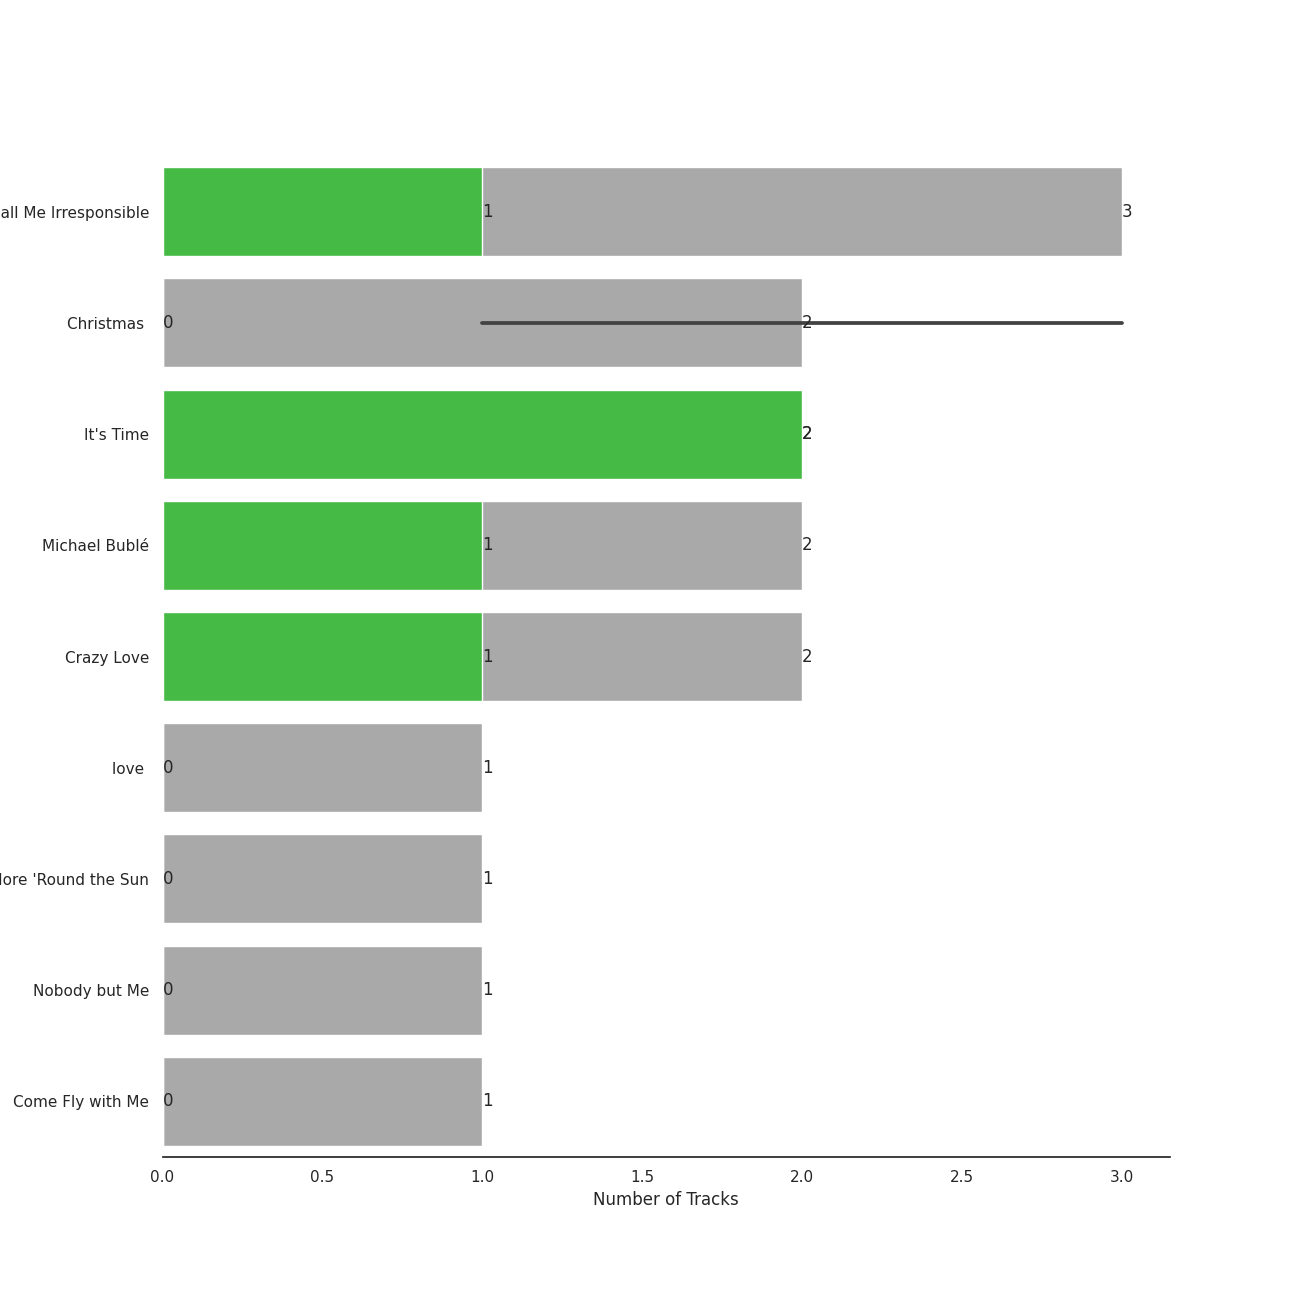 all Me Irresponsible 1 3
Christmas 0 2
It's Time 2
Michael Bublé 1 2
Crazy Love 1 2
love 0 1
'Round the Sun 0 1
Nobody but Me 0 1
Come Fly with Me 0 1
0.0 0.5 1.0 1.5 2.0 2.5 3.0
Number of Tracks